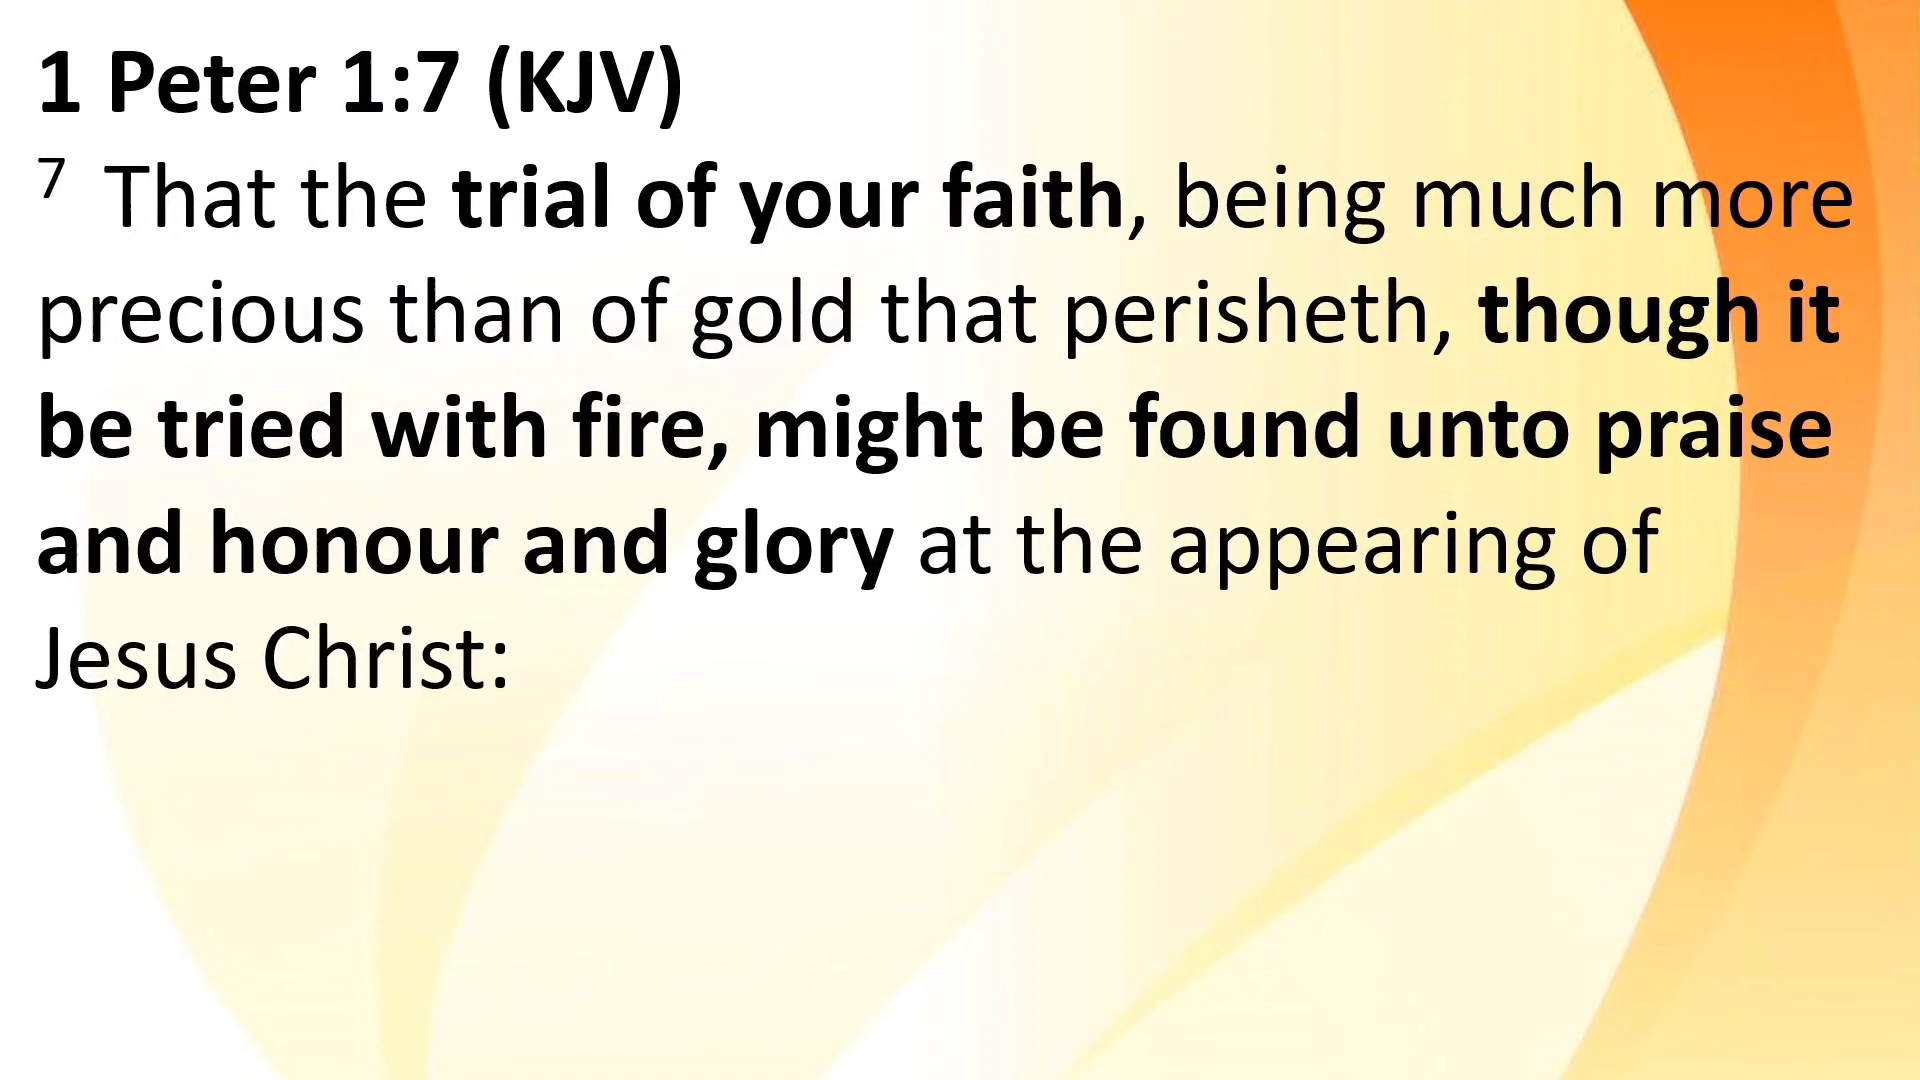 1 Peter 1:7 (KJV)
7 That the trial of your faith, being much more
precious than of gold that perisheth, though it
be tried with fire, might be found unto praise
and honour and glory at the appearing of
Jesus Christ: